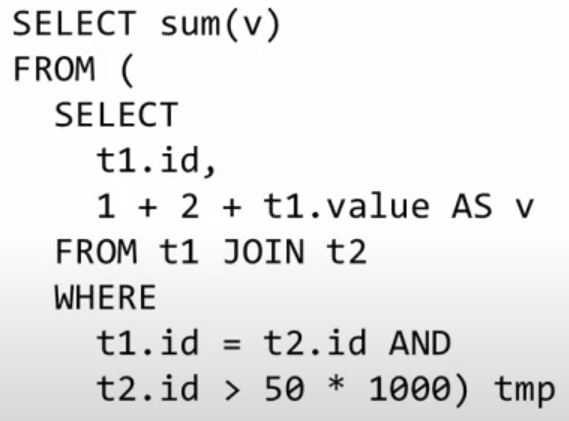 SELECT sum(v)
FROM (
  SELECT
    t1.id,
    1 + 2 + t1.value AS v
  FROM t1 JOIN t2
  WHERE
    t1.id = t2.id AND
    t2.id > 50 * 1000) tmp